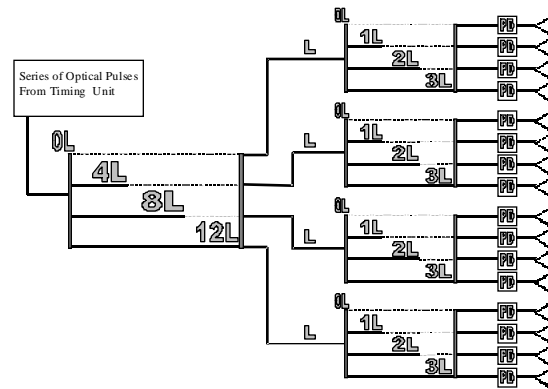 Series of Optical Pulses
From Timing Unit
0L
4L
8L
12L
L
0L
1L
2L
3L
PD
PD
PD
PD
L
0L
1L
2L
3L
PD
PD
PD
PD
L
0L
1L
2L
3L
PD
PD
PD
PD
L
0L
1L
2L
3L
PD
PD
PD
PD